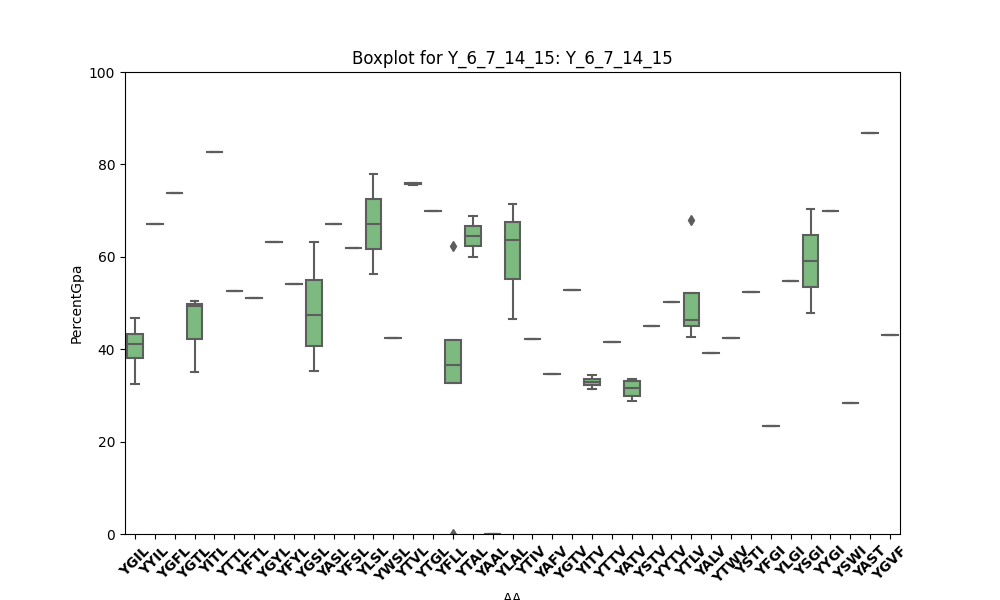 Boxplot for Y_6_7_14_15: Y_6_7_14_15
100
80
60
40
20
0
PercentGpa
YGIL
YYIL
YGFL
YGTL
YITL
YTTL
YFTL
YGYL
YFYL
YGSL
YASL
YFSL
YLSL
YWSL
YTVL
YTGL
YFLL
YTAL
YAAL
YLAL
YTIV
YAFV
YGTV
YITV
YTTV
YATV
YSTV
YYTV
YTLV
YALV
YTWV
YSTI
YFGI
YLGI
YSGI
YYGI
YSWI
YAST
YGVF
AA